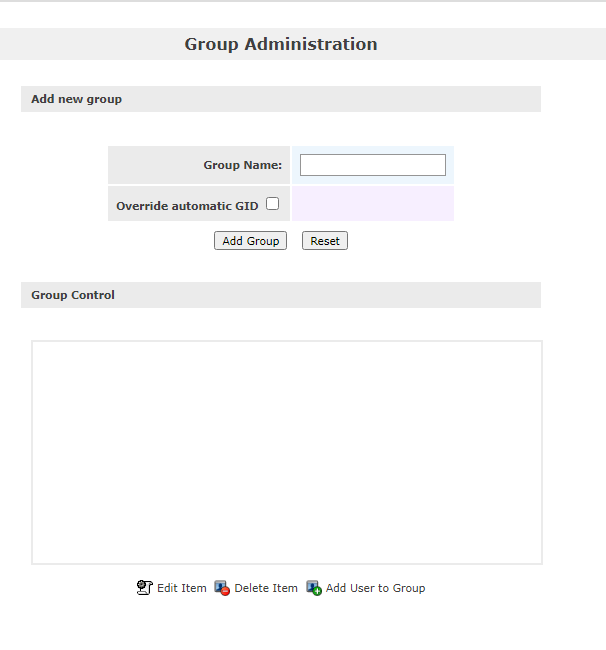 Group Administration
Add new group
Group Name:
Override automatic GID
Add Group Reset
Group Control
Edit Item Delete Item Add User to Group